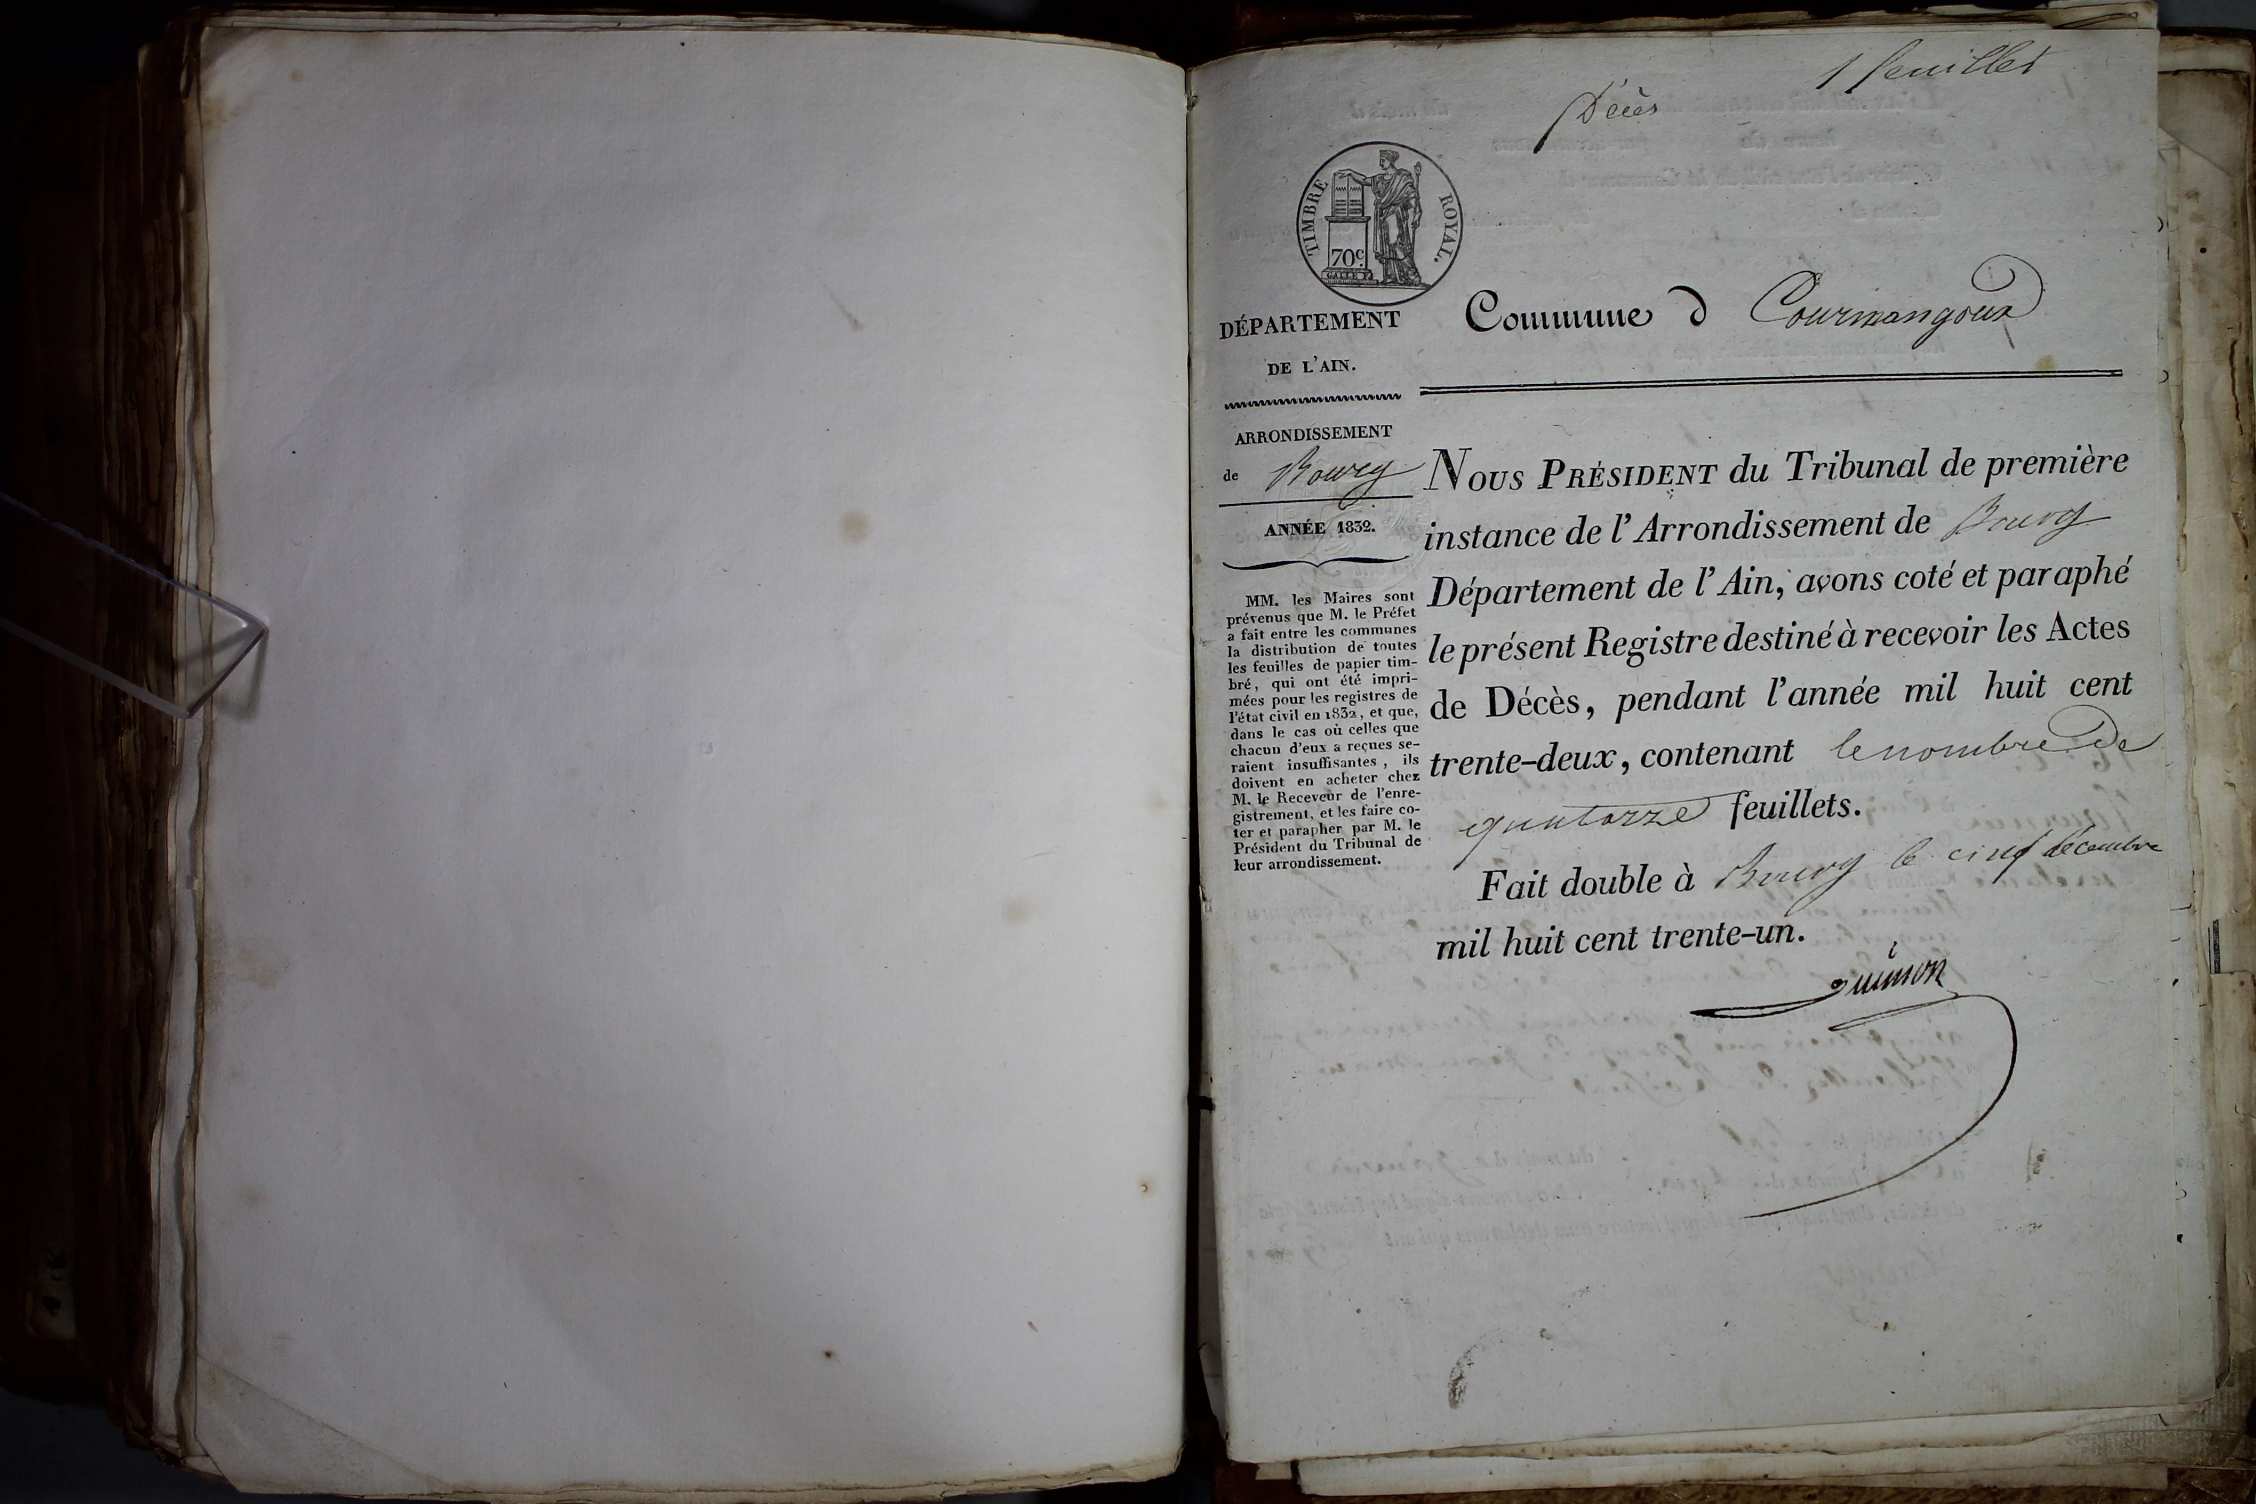 1 feuillet
Décès
TIMBRE ROYAL.
70c.
DÉPARTEMENT
DE L'AIN.
Commune d Courmangoux
ARRONDISSEMENT
de Bourg
ANNÉE 1832.
MM. les Maires sont
prévenus que M. le Préfet
a fait entre les communes
la distribution de toutes
les feuilles de papier tim-
bré, qui ont été impri-
mées pour les registres de
l'état civil en 1832, et que,
dans le cas où celles que
chacun d'eux a reçues se-
raient insuffisantes, ils
doivent en acheter chez
M. le Receveur de l'enre-
gistrement, et les faire co-
ter et parapher par M. le
Président du Tribunal de
leur arrondissement.
NOUS PRÉSIDENT du Tribunal de première
instance de l'Arrondissement de Bourg
Département de l'Ain, avons coté et paraphé
le présent Registre destiné à recevoir les Actes
de Décès, pendant l'année mil huit cent
trente-deux, contenant le nombre de
quatorze feuillets.
Fait double à Bourg le cinq décembre
mil huit cent trente-un.